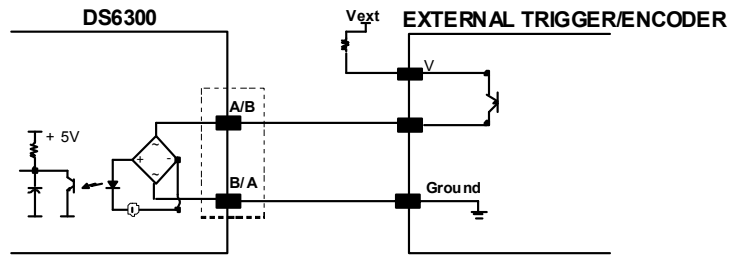 DS6300
Vext
EXTERNAL TRIGGER/ENCODER
V
A/B
+ 5V
~
+ -
~
B/A
Ground